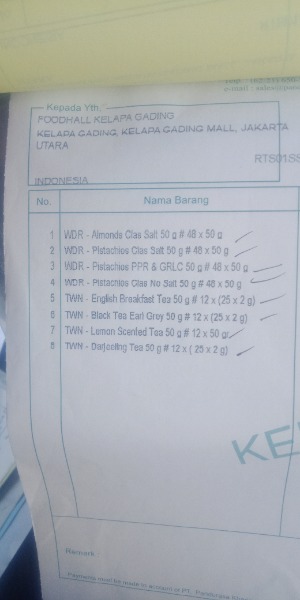 Kepada Yth.
FOODHALL KELAPA GADING
KELAPA GADING, KELAPA GADING MALL, JAKARTA
UTARA
RTS01SS
INDONESIA
No. Nama Barang
1 WDR - Almonds Clas Salt 50 g # 48 x 50 g
2 WDR - Pistachios Clas Salt 50 g # 48 x 50 g
3 WDR - Pistachios PPR & GRLC 50 g # 48 x 50 g
4 WDR - Pistachios Clas No Salt 50 g # 48 x 50 g
5 TWN - English Breakfast Tea 50 g # 12 x (25 x 2 g)
6 TWN - Black Tea Earl Grey 50 g # 12 x (25 x 2 g)
7 TWN - Lemon Scented Tea 50 g # 12 x 50 gr
8 TWN - Darjeeling Tea 50 g # 12 x ( 25 x 2 g)
KE
Remark :
Payments must be made to account of PT.